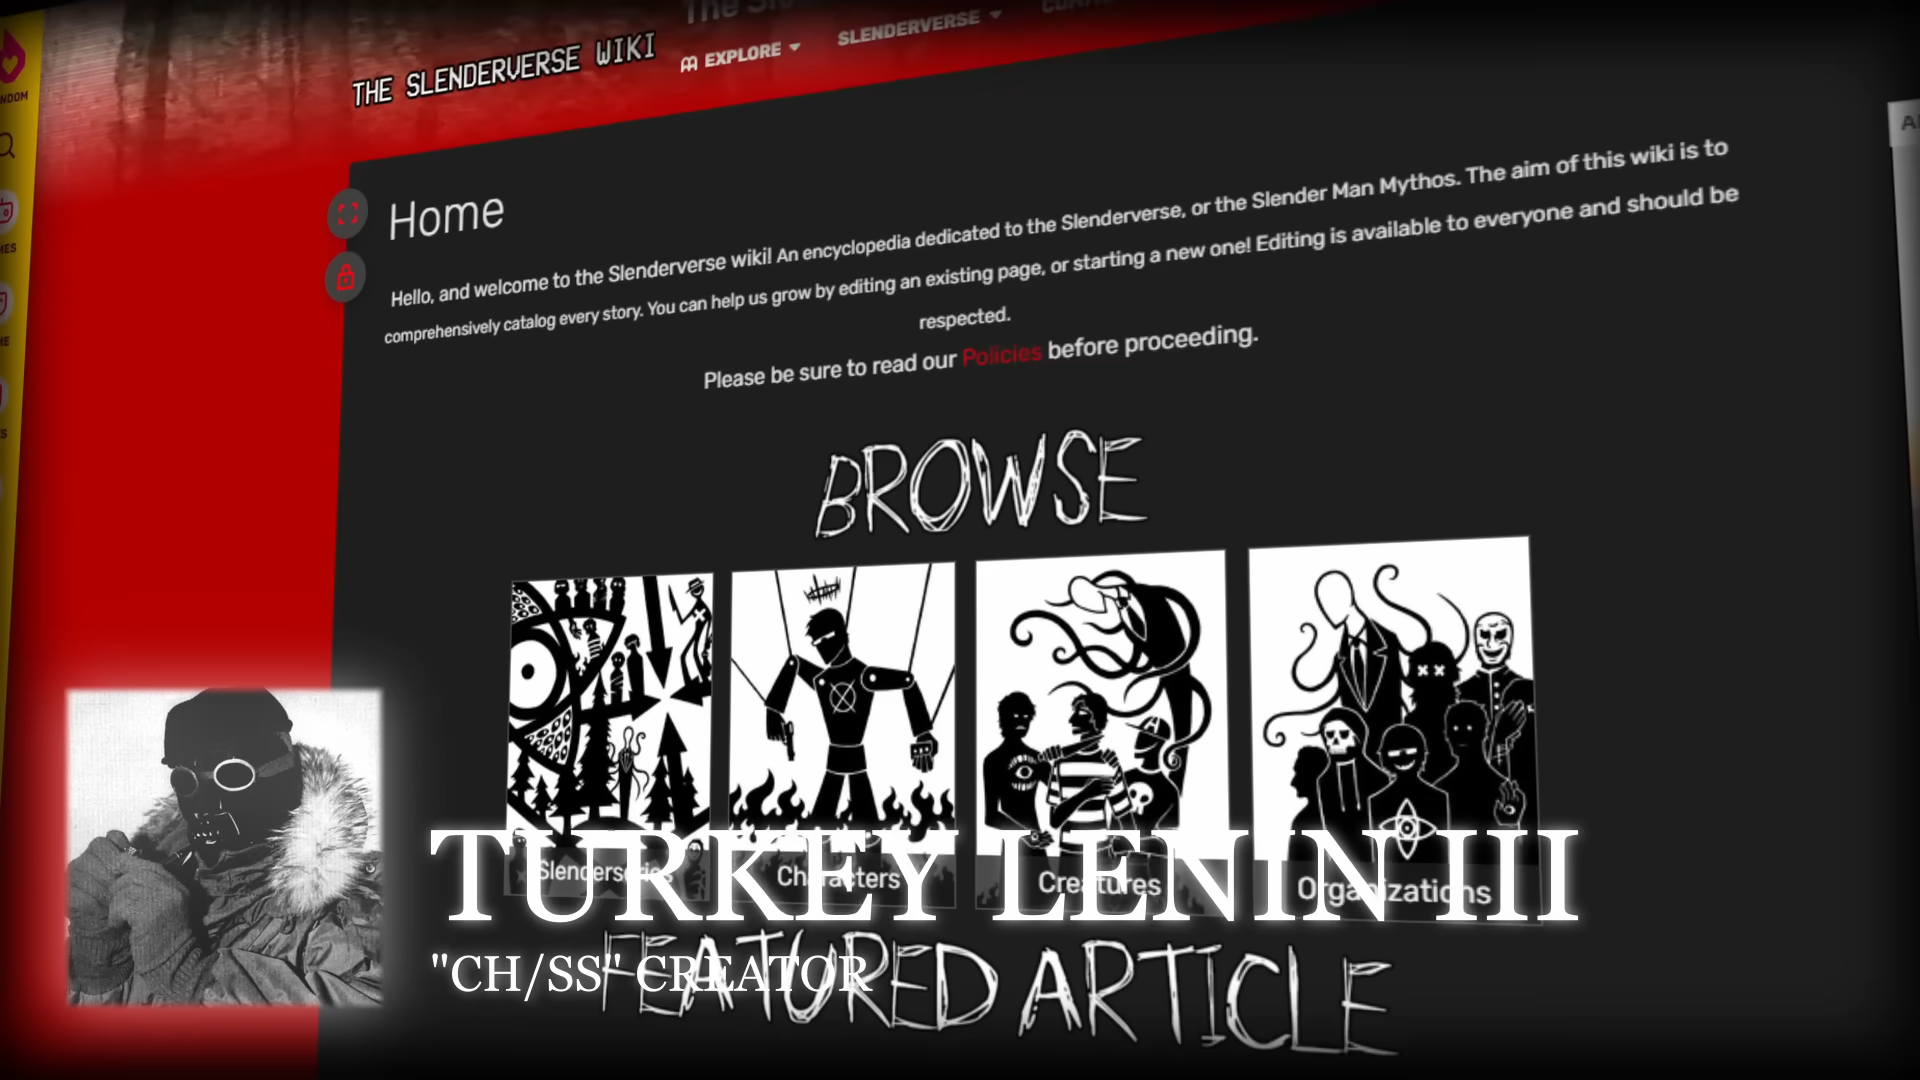 THE SLENDERVERSE WIKI
EXPLORE
SLENDERVERSE
NDOM
Home
Hello, and welcome to the Slenderverse wiki! An encyclopedia dedicated to the Slenderverse, or the Slender Man Mythos. The aim of this wiki is to
comprehensively catalog every story. You can help us grow by editing an existing page, or starting a new one! Editing is available to everyone and should be
respected.
Please be sure to read our Policies before proceeding.
BROWSE
Slenderseries
Characters
Creatures
Organizations
TURKEY LENIN III
"CH/SS" CREATOR
FEATURED ARTICLE